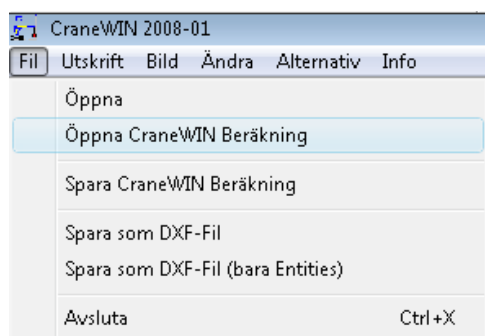 CraneWIN 2008-01
Fil Utskrift Bild Ändra Alternativ Info
Öppna
Öppna CraneWIN Beräkning
Spara CraneWIN Beräkning
Spara som DXF-Fil
Spara som DXF-Fil (bara Entities)
Avsluta Ctrl+X